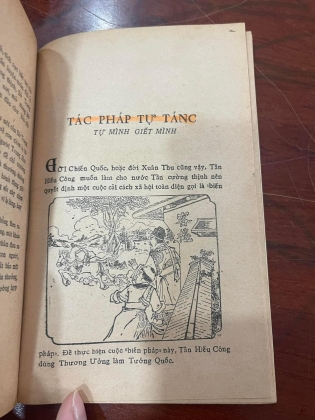 TÁC PHÁP TỰ TÁNG
TỰ MÌNH GIẾT MÌNH
ĐỜI Chiến Quốc, hoặc đời Xuân Thu cũng vậy, Tần
Hiếu Công muốn làm cho nước Tần cường thịnh nên
quyết định một cuộc cải cách xã hội toàn diện gọi là «biến
pháp». Để thực hiện cuộc «biến pháp» này, Tần Hiếu Công
dùng Thương Ưởng làm Tướng Quốc.